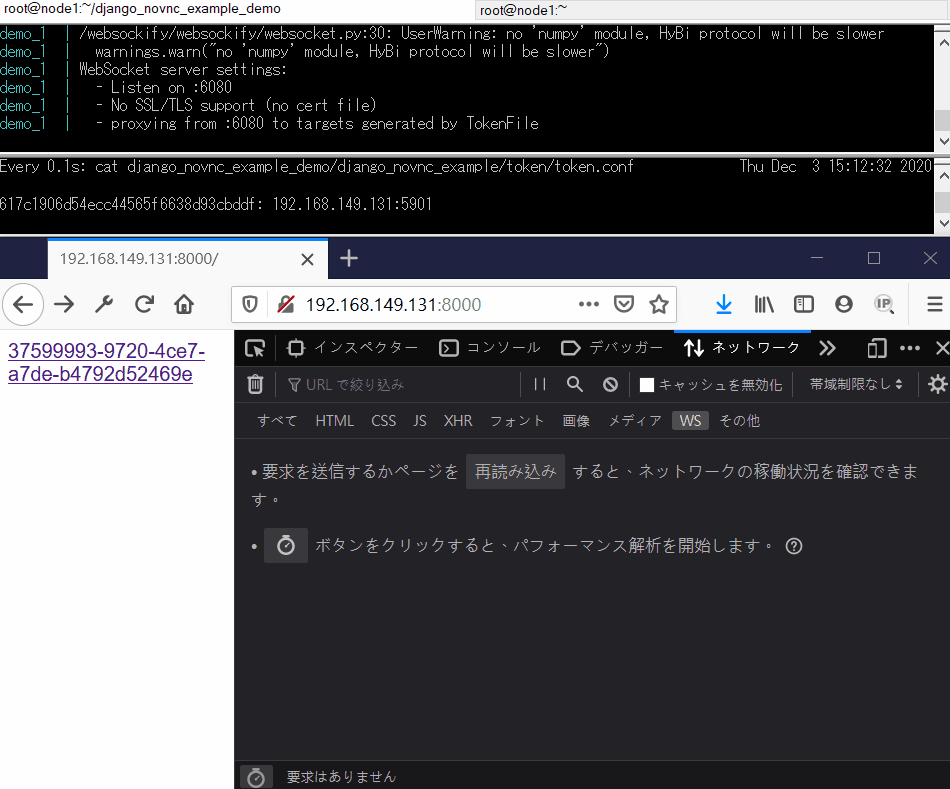 root@node1:~/django_novnc_example_demo
root@node1:~
demo_1 | /websockify/websockify/websocket.py:30: UserWarning: no 'numpy' module, HyBi protocol will be slower
demo_1 | warnings.warn("no 'numpy' module, HyBi protocol will be slower")
demo_1 | WebSocket server settings:
demo_1 | - Listen on :6080
demo_1 | - No SSL/TLS support (no cert file)
demo_1 | - proxying from :6080 to targets generated by TokenFile
Every 0.1s: cat django_novnc_example_demo/django_novnc_example/token/token.conf Thu Dec 3 15:12:32 2020
617c1906d54ecc44565f6638d93cbddf: 192.168.149.131:5901
192.168.149.131:8000/
192.168.149.131:8000
IP
37599993-9720-4ce7-
a7de-b4792d52469e
インスペクター コンソール デバッガー ネットワーク
URL で絞り込み キャッシュを無効化 帯域制限なし
すべて HTML CSS JS XHR フォント 画像 メディア WS その他
• 要求を送信するかページを 再読み込み すると、ネットワークの稼働状況を確認できま
す。
• ボタンをクリックすると、パフォーマンス解析を開始します。
要求はありません